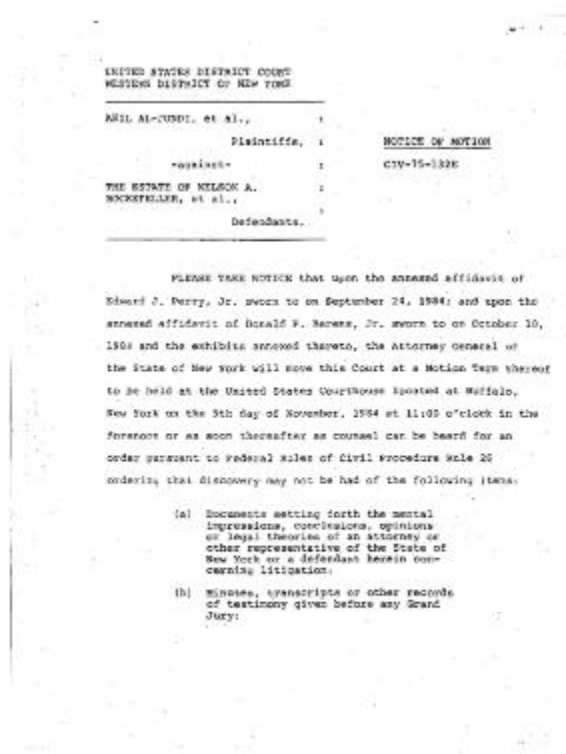 UNITED STATES DISTRICT COURT
WESTERN DISTRICT OF NEW YORK
AKIL AL-JUNDI, et al., :
Plaintiffs, : NOTICE OF MOTION
-against- : CIV-75-132E
THE ESTATE OF NELSON A. :
ROCKEFELLER, et al., :
Defendants.
PLEASE TAKE NOTICE that upon the annexed affidavit of
Edward J. Perry, Jr. sworn to on September 24, 1984; and upon the
annexed affidavit of Donald P. Berens, Jr. sworn to on October 10,
1984 and the exhibits annexed thereto, the Attorney General of
the State of New York will move this Court at a Motion Term thereof
to be held at the United States Courthouse located at Buffalo,
New York on the 5th day of November, 1984 at 11:00 o'clock in the
forenoon or as soon thereafter as counsel can be heard for an
order pursuant to Federal Rules of Civil Procedure Rule 26
ordering that discovery may not be had of the following items:
(a) Documents setting forth the mental
impressions, conclusions, opinions
or legal theories of an attorney or
other representative of the State of
New York or a defendant herein con-
cerning litigation;
(b) Minutes, transcripts or other records
of testimony given before any Grand
Jury;